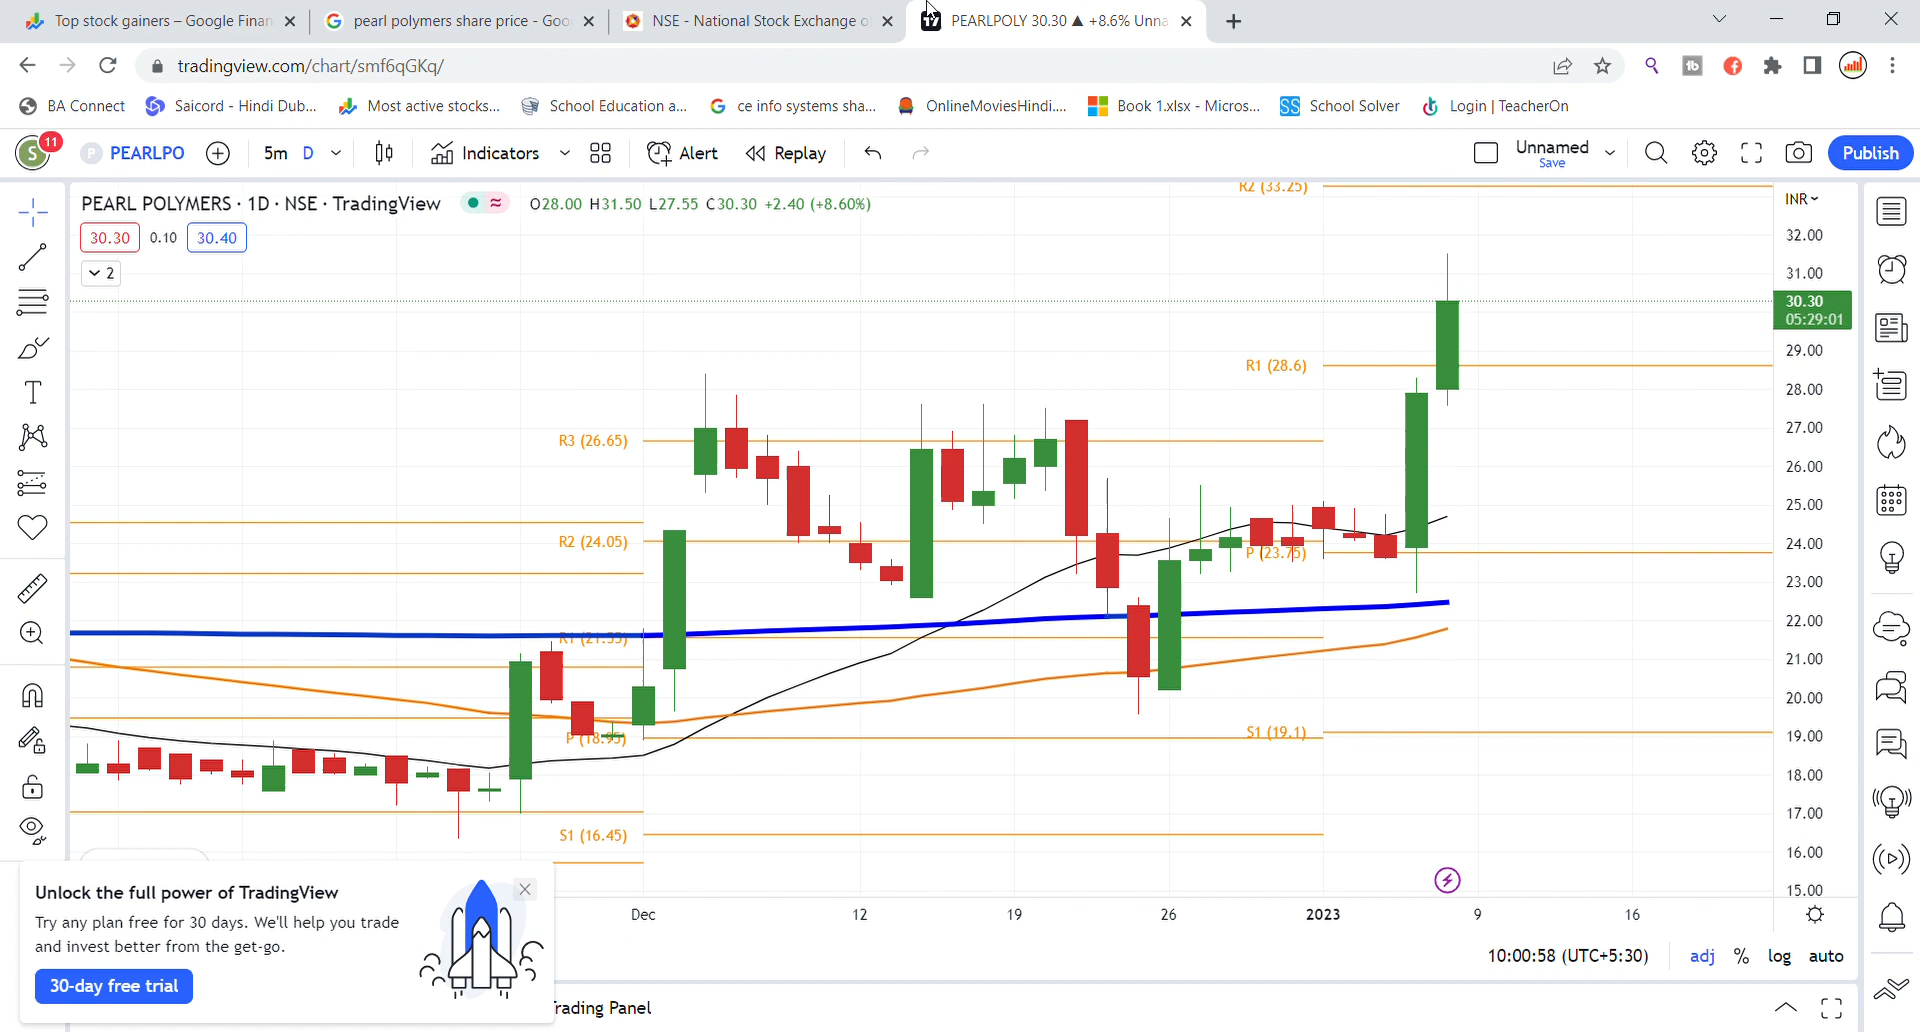 Top stock gainers – Google Finan
pearl polymers share price - Goo
NSE - National Stock Exchange o
PEARLPOLY 30.30 ▲ +8.6% Unna
tradingview.com/chart/smf6qGKq/
BA Connect
Saicord - Hindi Dub...
Most active stocks...
School Education a...
ce info systems sha...
OnlineMoviesHindi....
Book 1.xlsx - Micros...
SS School Solver
Login | TeacherOn
S 11
P PEARLPO
5m D
Indicators
Alert
Replay
Unnamed
Save
Publish
PEARL POLYMERS · 1D · NSE · TradingView
O28.00 H31.50 L27.55 C30.30 +2.40 (+8.60%)
30.30 0.10 30.40
2
INR
R2 (33.25)
32.00
31.00
30.30
05:29:01
29.00
R1 (28.6)
28.00
27.00
R3 (26.65)
26.00
25.00
R2 (24.05)
24.00
P (23.75)
23.00
22.00
R1 (21.55)
21.00
20.00
P (18.95)
S1 (19.1)
19.00
18.00
17.00
S1 (16.45)
16.00
15.00
Dec 12 19 26 2023 9 16
Unlock the full power of TradingView
Try any plan free for 30 days. We'll help you trade
and invest better from the get-go.
30-day free trial
10:00:58 (UTC+5:30)
adj % log auto
rading Panel